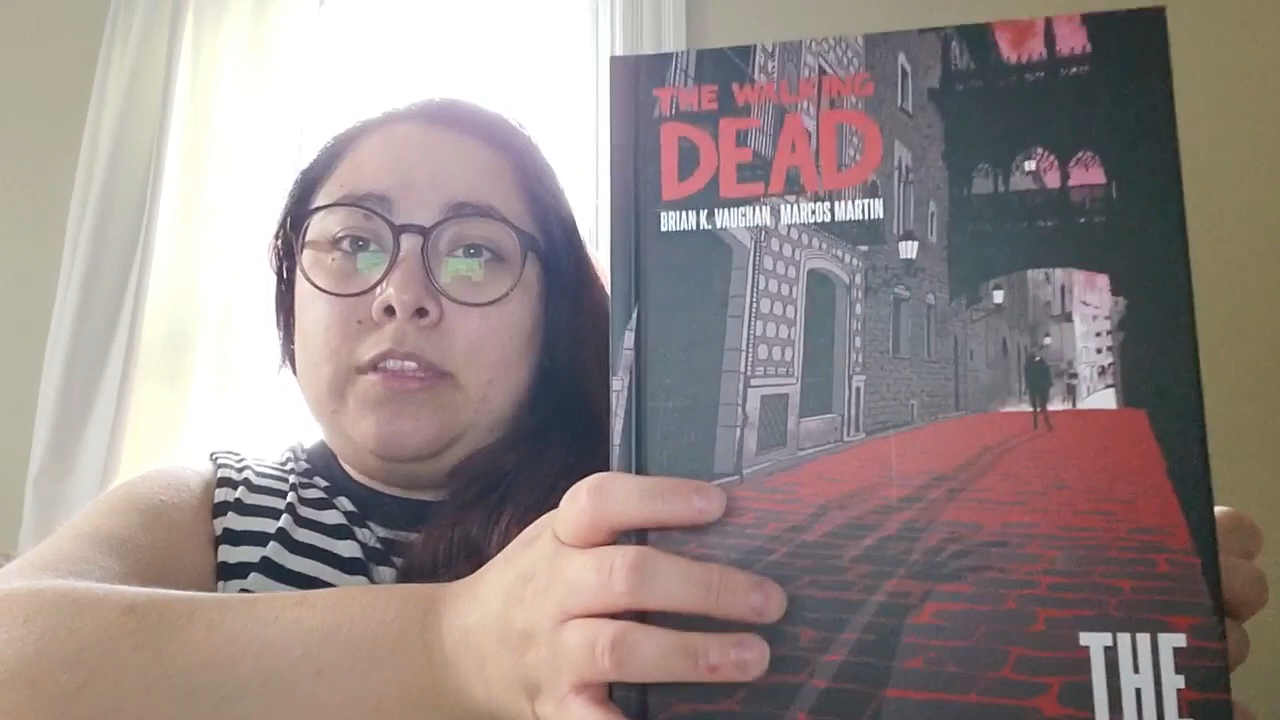 THE WALKING
DEAD
BRIAN K. VAUGHAN, MARCOS MARTIN
THE